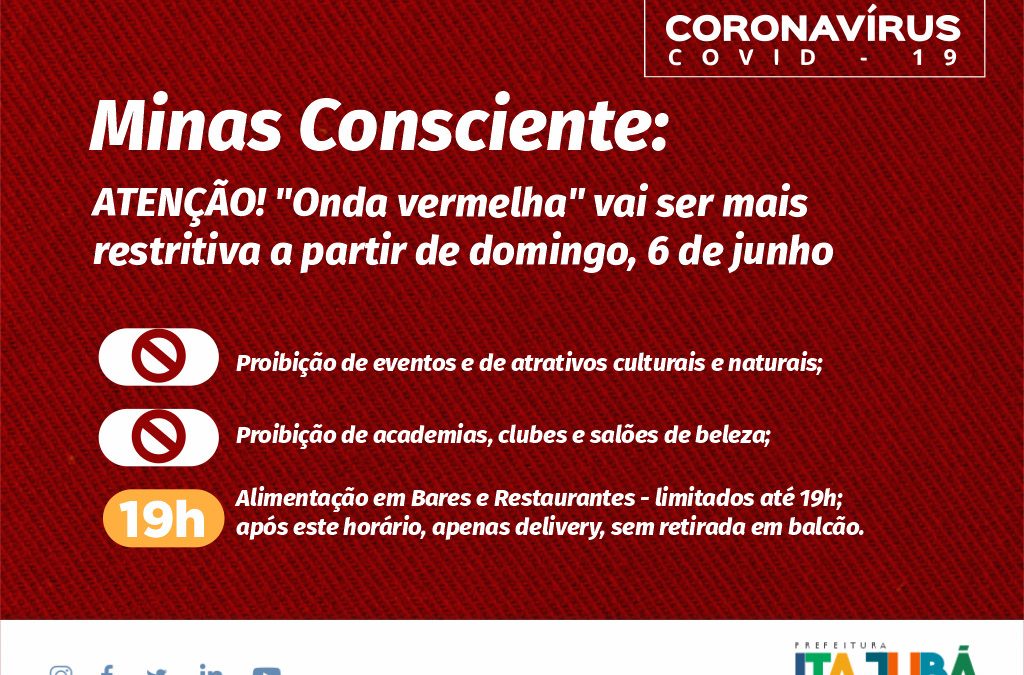 CORONAVÍRUS
COVID - 19
Minas Consciente:
ATENÇÃO! "Onda vermelha" vai ser mais
restritiva a partir de domingo, 6 de junho
Proibição de eventos e de atrativos culturais e naturais;
Proibição de academias, clubes e salões de beleza;
19h
Alimentação em Bares e Restaurantes - limitados até 19h;
após este horário, apenas delivery, sem retirada em balcão.
PREFEITURA
ITAJUBÁ